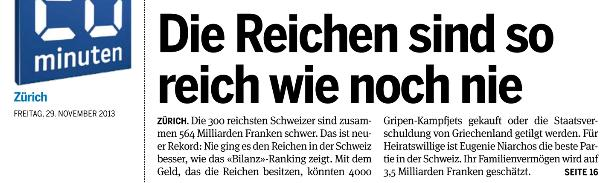 20
minuten
Zürich
FREITAG, 29. NOVEMBER 2013
Die Reichen sind so
reich wie noch nie
ZÜRICH. Die 300 reichsten Schweizer sind zusam-
men 564 Milliarden Franken schwer. Das ist neu-
er Rekord: Nie ging es den Reichen in der Schweiz
besser, wie das «Bilanz»-Ranking zeigt. Mit dem
Geld, das die Reichen besitzen, könnten 4000
Gripen-Kampfjets gekauft oder die Staatsver-
schuldung von Griechenland getilgt werden. Für
Heiratswillige ist Eugenie Niarchos die beste Par-
tie in der Schweiz. Ihr Familienvermögen wird auf
3,5 Milliarden Franken geschätzt. SEITE 16